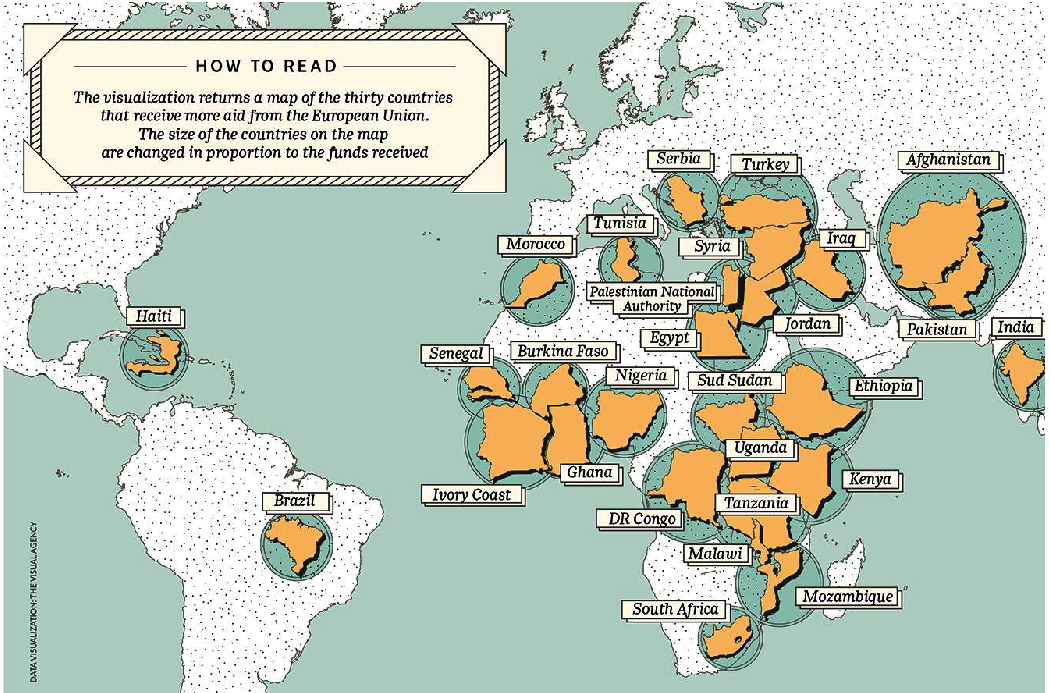 HOW TO READ
The visualization returns a map of the thirty countries
that receive more aid from the European Union.
The size of the countries on the map
are changed in proportion to the funds received
Serbia
Turkey
Afghanistan
Tunisia
Morocco
Syria
Iraq
Palestinian National
Authority
Haiti
Egypt
Jordan
Pakistan
India
Senegal
Burkina Faso
Nigeria
Sud Sudan
Ethiopia
Uganda
Ghana
Kenya
Ivory Coast
Brazil
Tanzania
DR Congo
Malawi
Mozambique
South Africa
DATA VISUALIZATION: THE VISUAL AGENCY